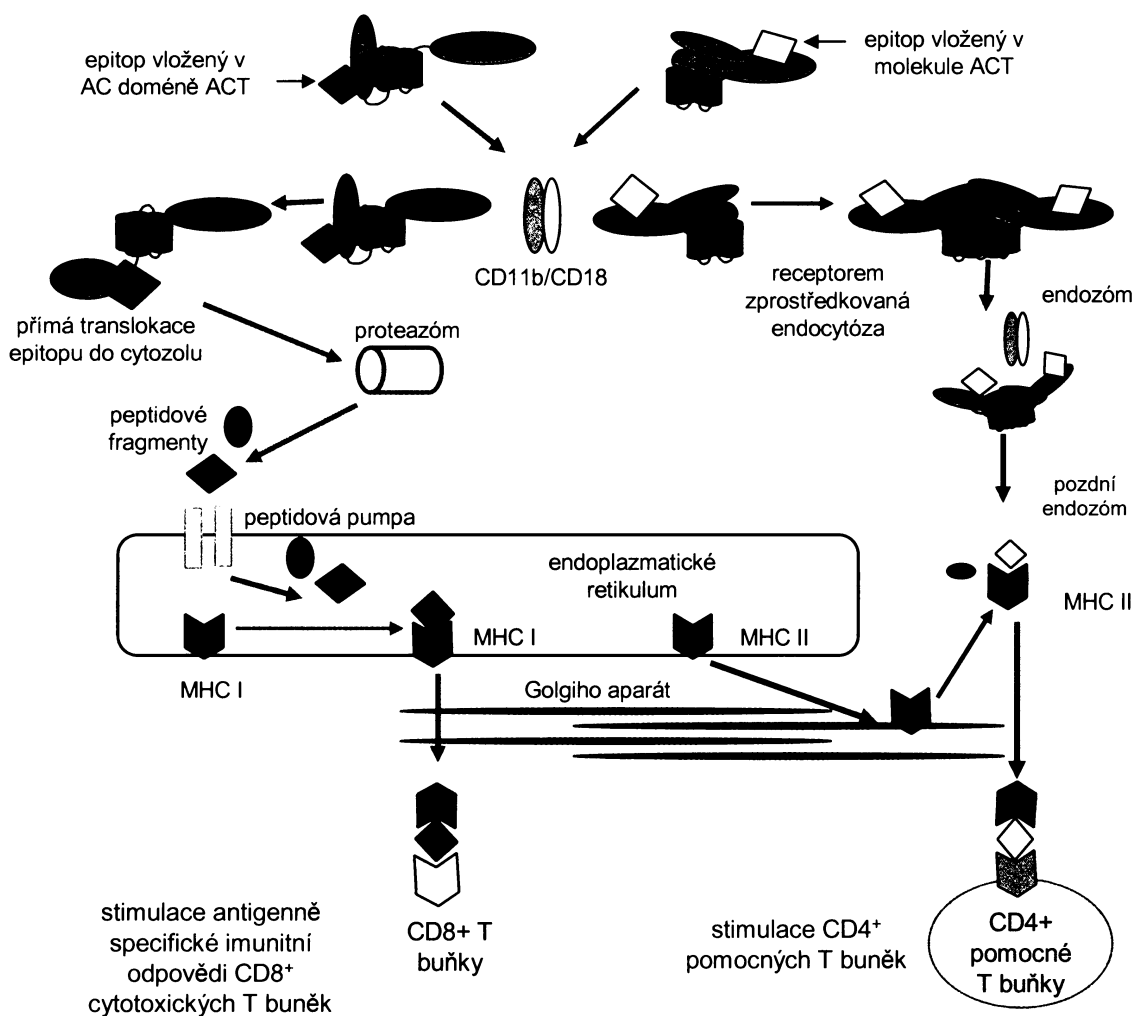 epitop vložený v
AC doméně ACT
epitop vložený v
molekule ACT
CD11b/CD18
receptorem
zprostředkovaná
endocytóza
endozóm
přímá translokace
epitopu do cytozolu
proteazóm
peptidové
fragmenty
pozdní
endozóm
peptidová pumpa
endoplazmatické
retikulum
MHC II
MHC I
MHC II
MHC I
Golgiho aparát
stimulace antigenně
specifické imunitní
odpovědi CD8⁺
cytotoxických T buněk
CD8+ T
buňky
stimulace CD4⁺
pomocných T buněk
CD4+
pomocné
T buňky